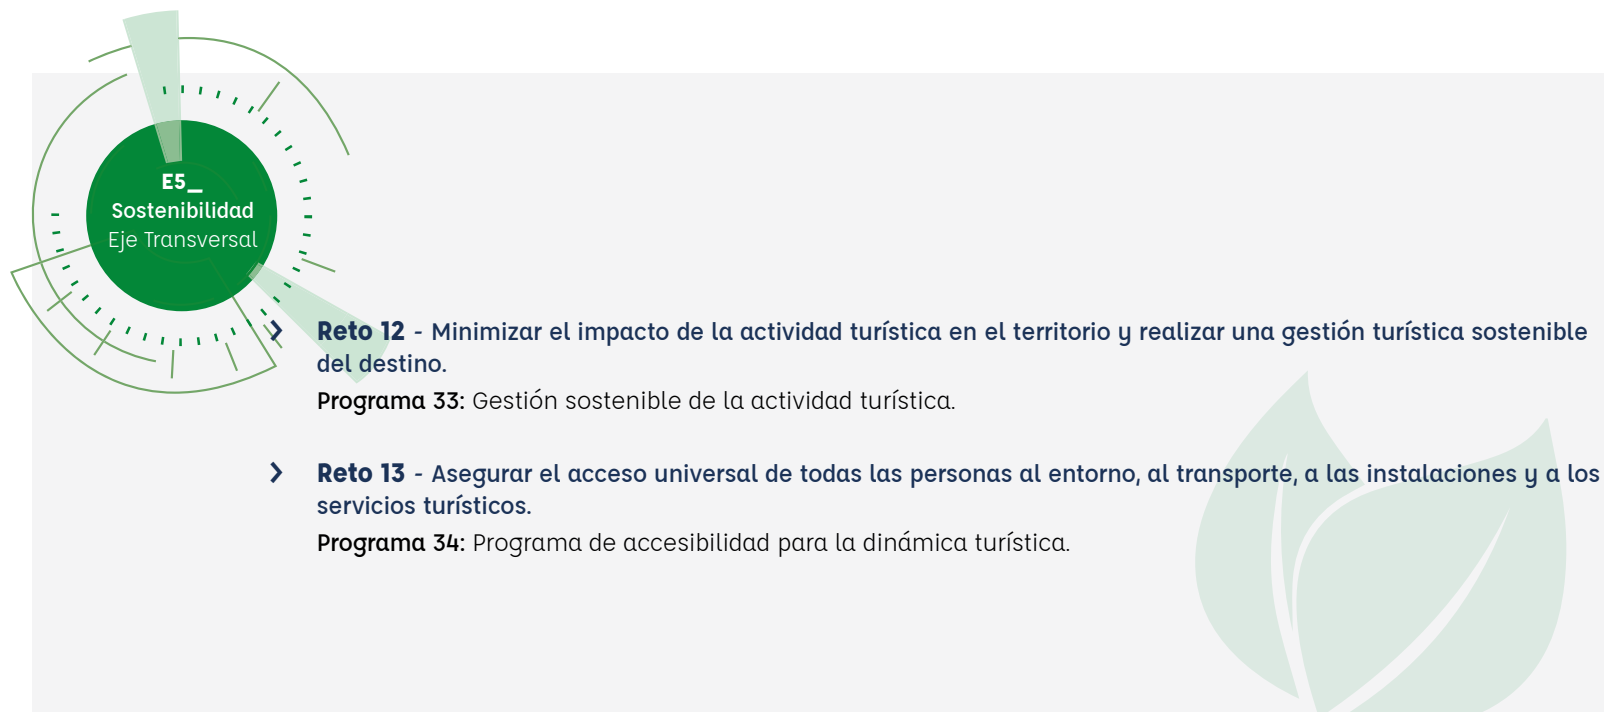 E5_
Sostenibilidad
Eje Transversal
Reto 12 - Minimizar el impacto de la actividad turística en el territorio y realizar una gestión turística sostenible
del destino.
Programa 33: Gestión sostenible de la actividad turística.
Reto 13 - Asegurar el acceso universal de todas las personas al entorno, al transporte, a las instalaciones y a los
servicios turísticos.
Programa 34: Programa de accesibilidad para la dinámica turística.